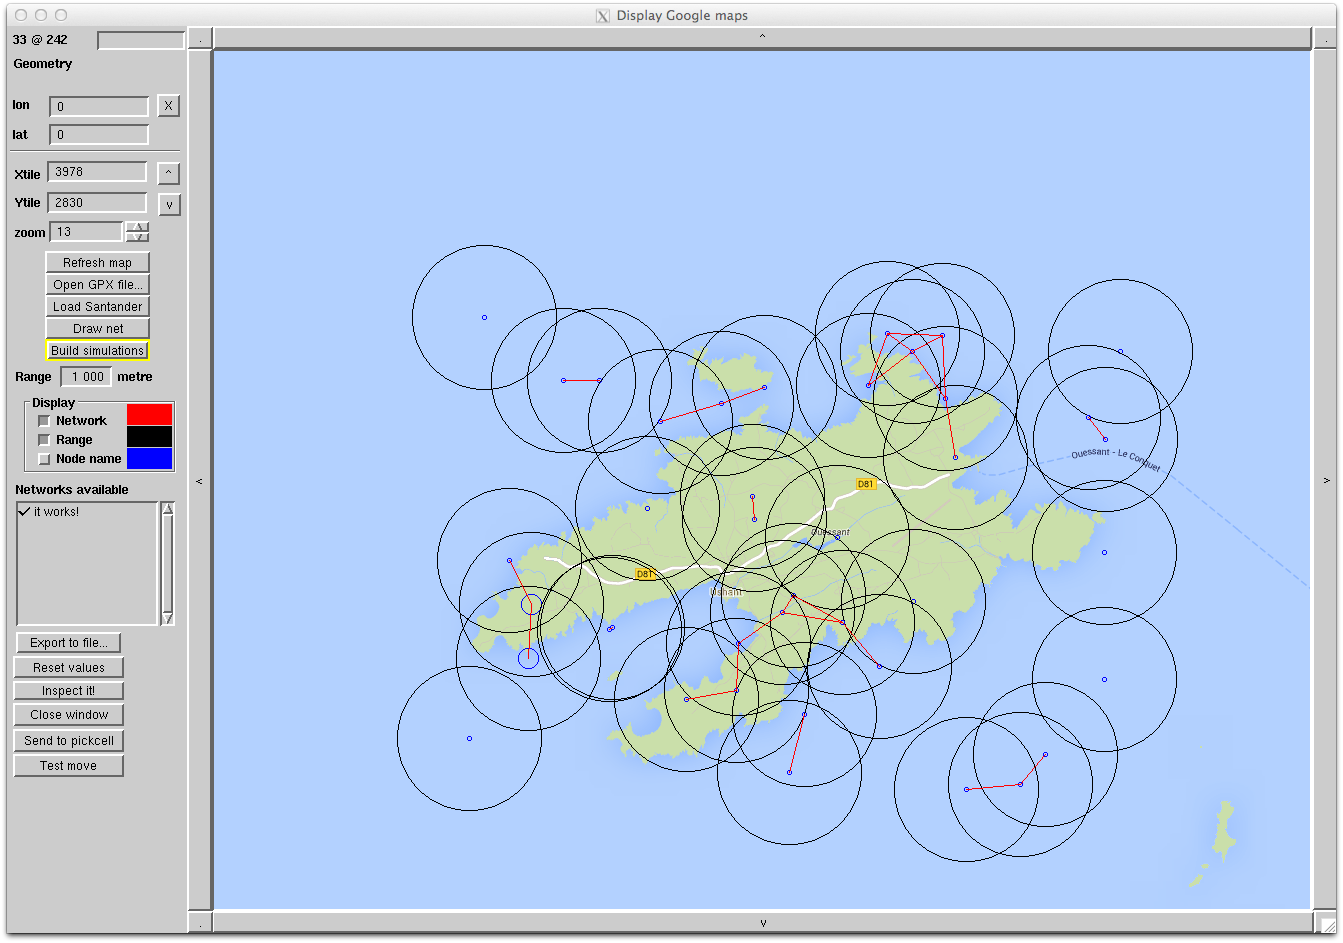 Display Google maps
33 @ 242
.
^
.
Geometry
lon 0 X
lat 0
Xtile 3978 ^
Ytile 2830 v
zoom 13
Refresh map
Open GPX file...
Load Santander
Draw net
Build simulations
Range 1 000 metre
Display
Network
Range
Node name
Networks available
it works!
Export to file...
Reset values
Inspect it!
Close window
Send to pickcell
Test move
<
>
Ouessant - Le Conquet
D81
Ouessant
D81
Ushant
.
v
.